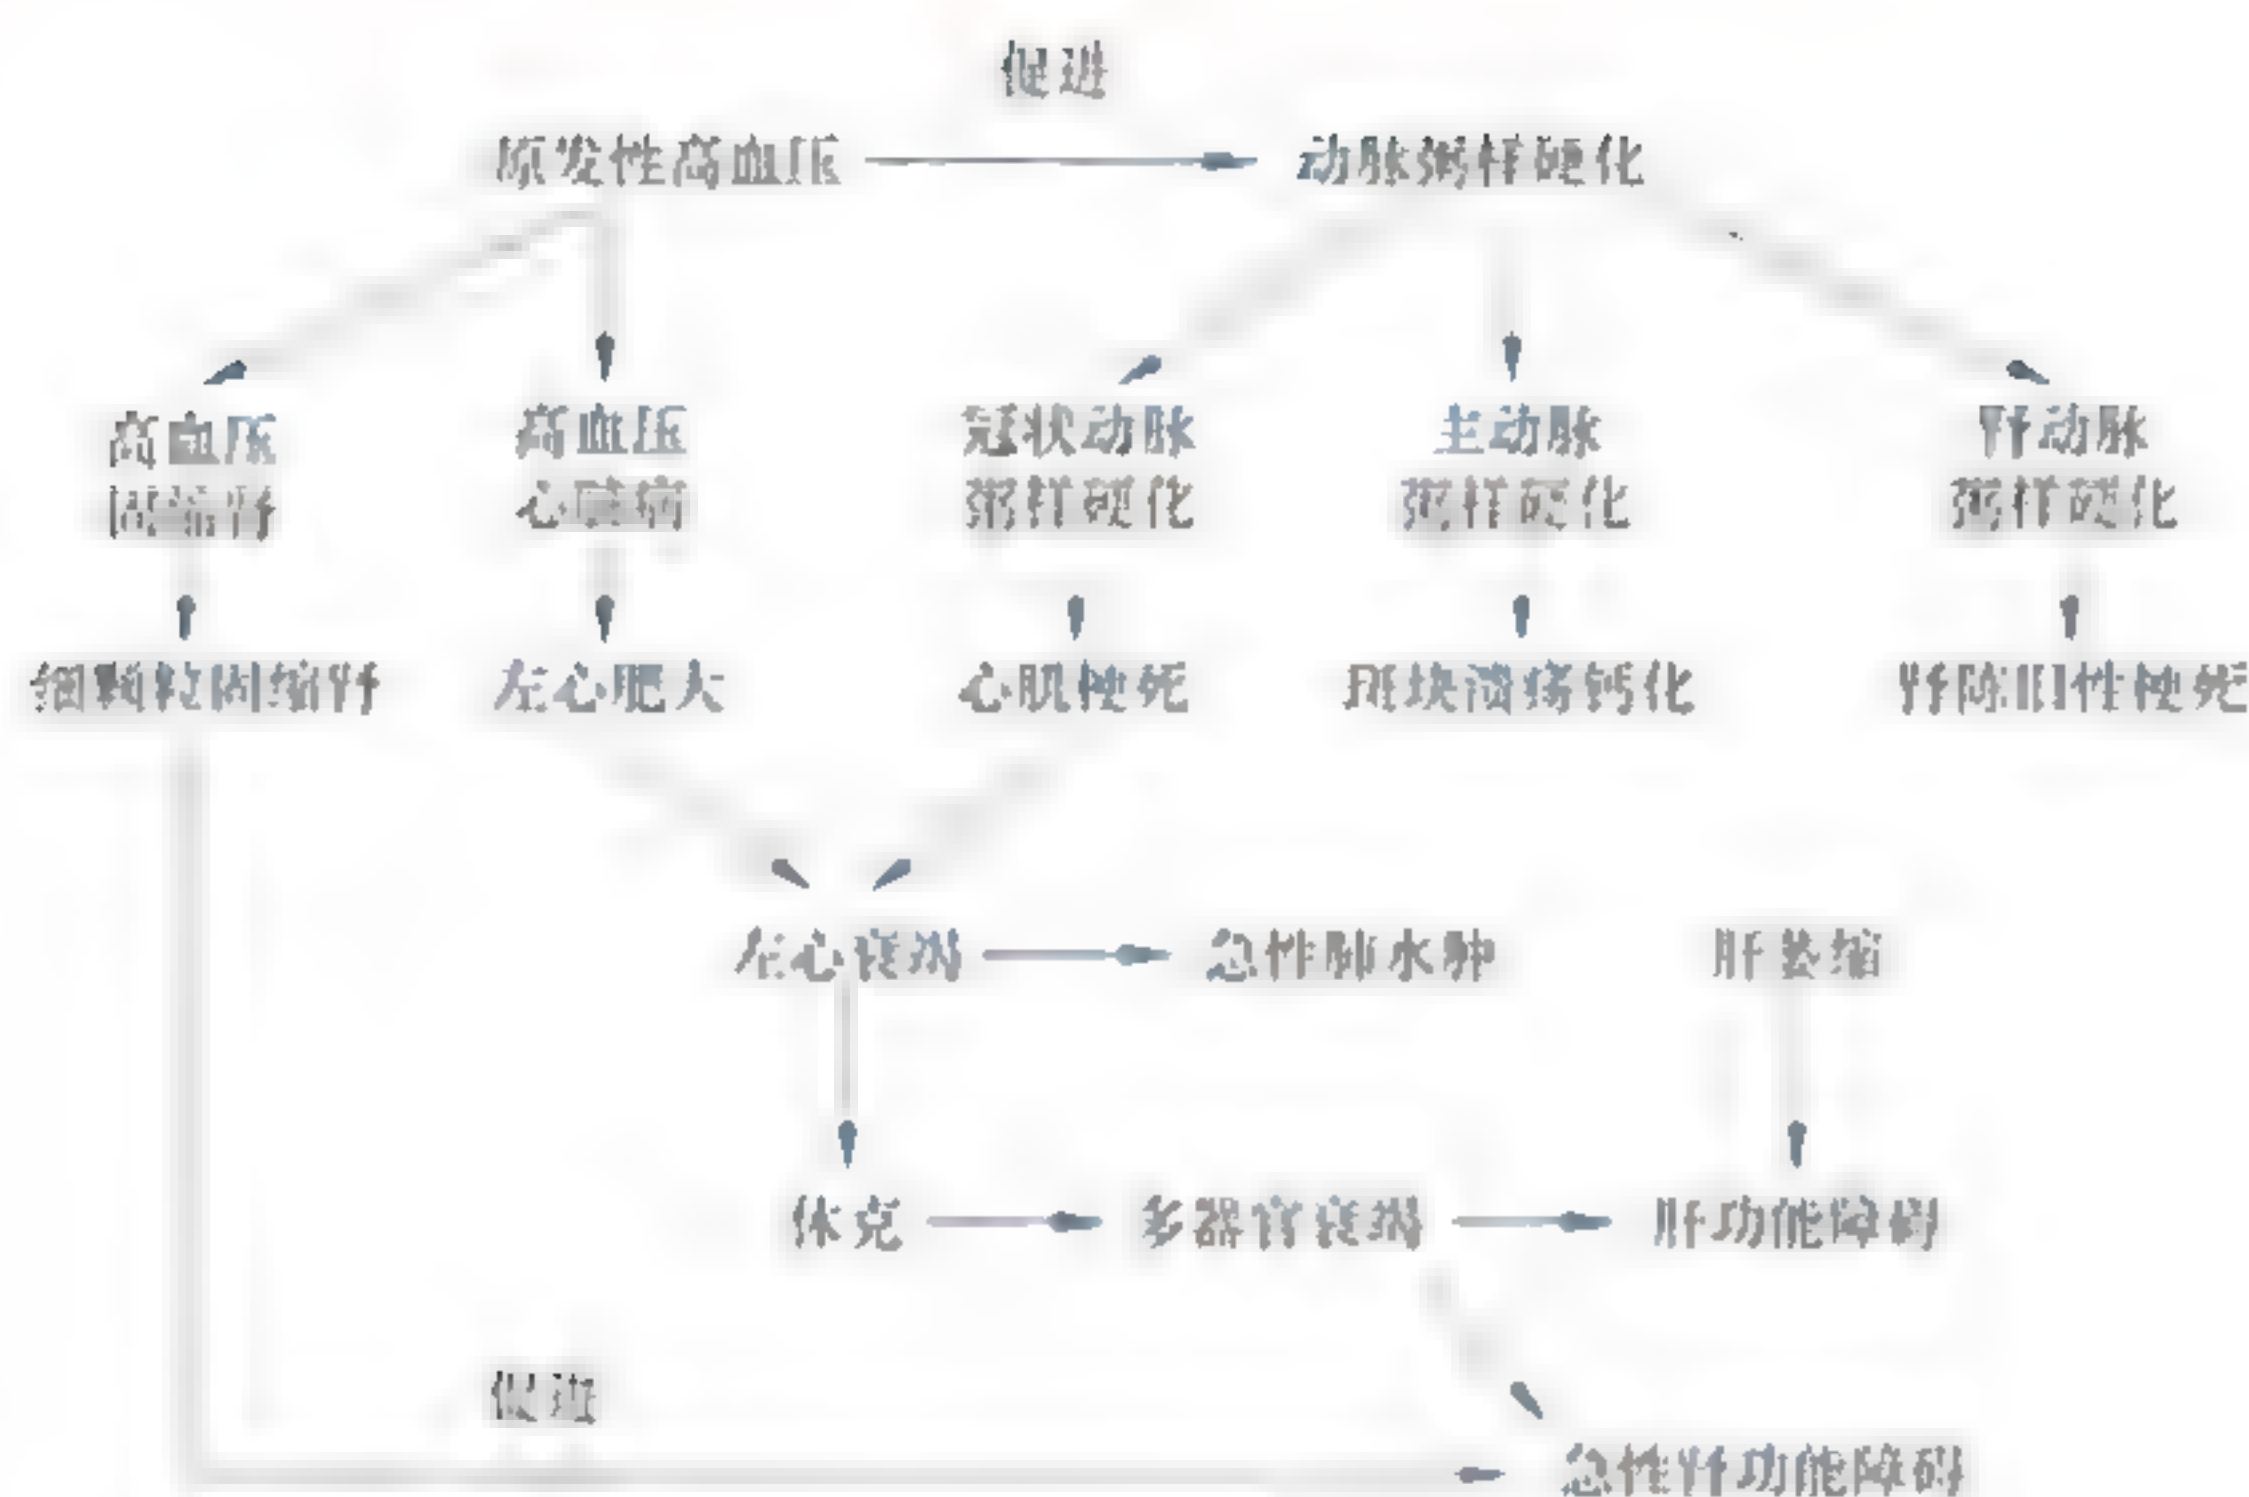 促进
原发性高血压 动脉粥样硬化
高血压 高血压 冠状动脉 主动脉 肾动脉
固缩肾 心脏病 粥样硬化 粥样硬化 粥样硬化
细颗粒固缩肾 左心肥大 心肌梗死 斑块溃疡钙化 肾陈旧性梗死
左心衰竭 急性肺水肿 肝萎缩
休克 多器官衰竭 肝功能障碍
促进
急性肾功能障碍